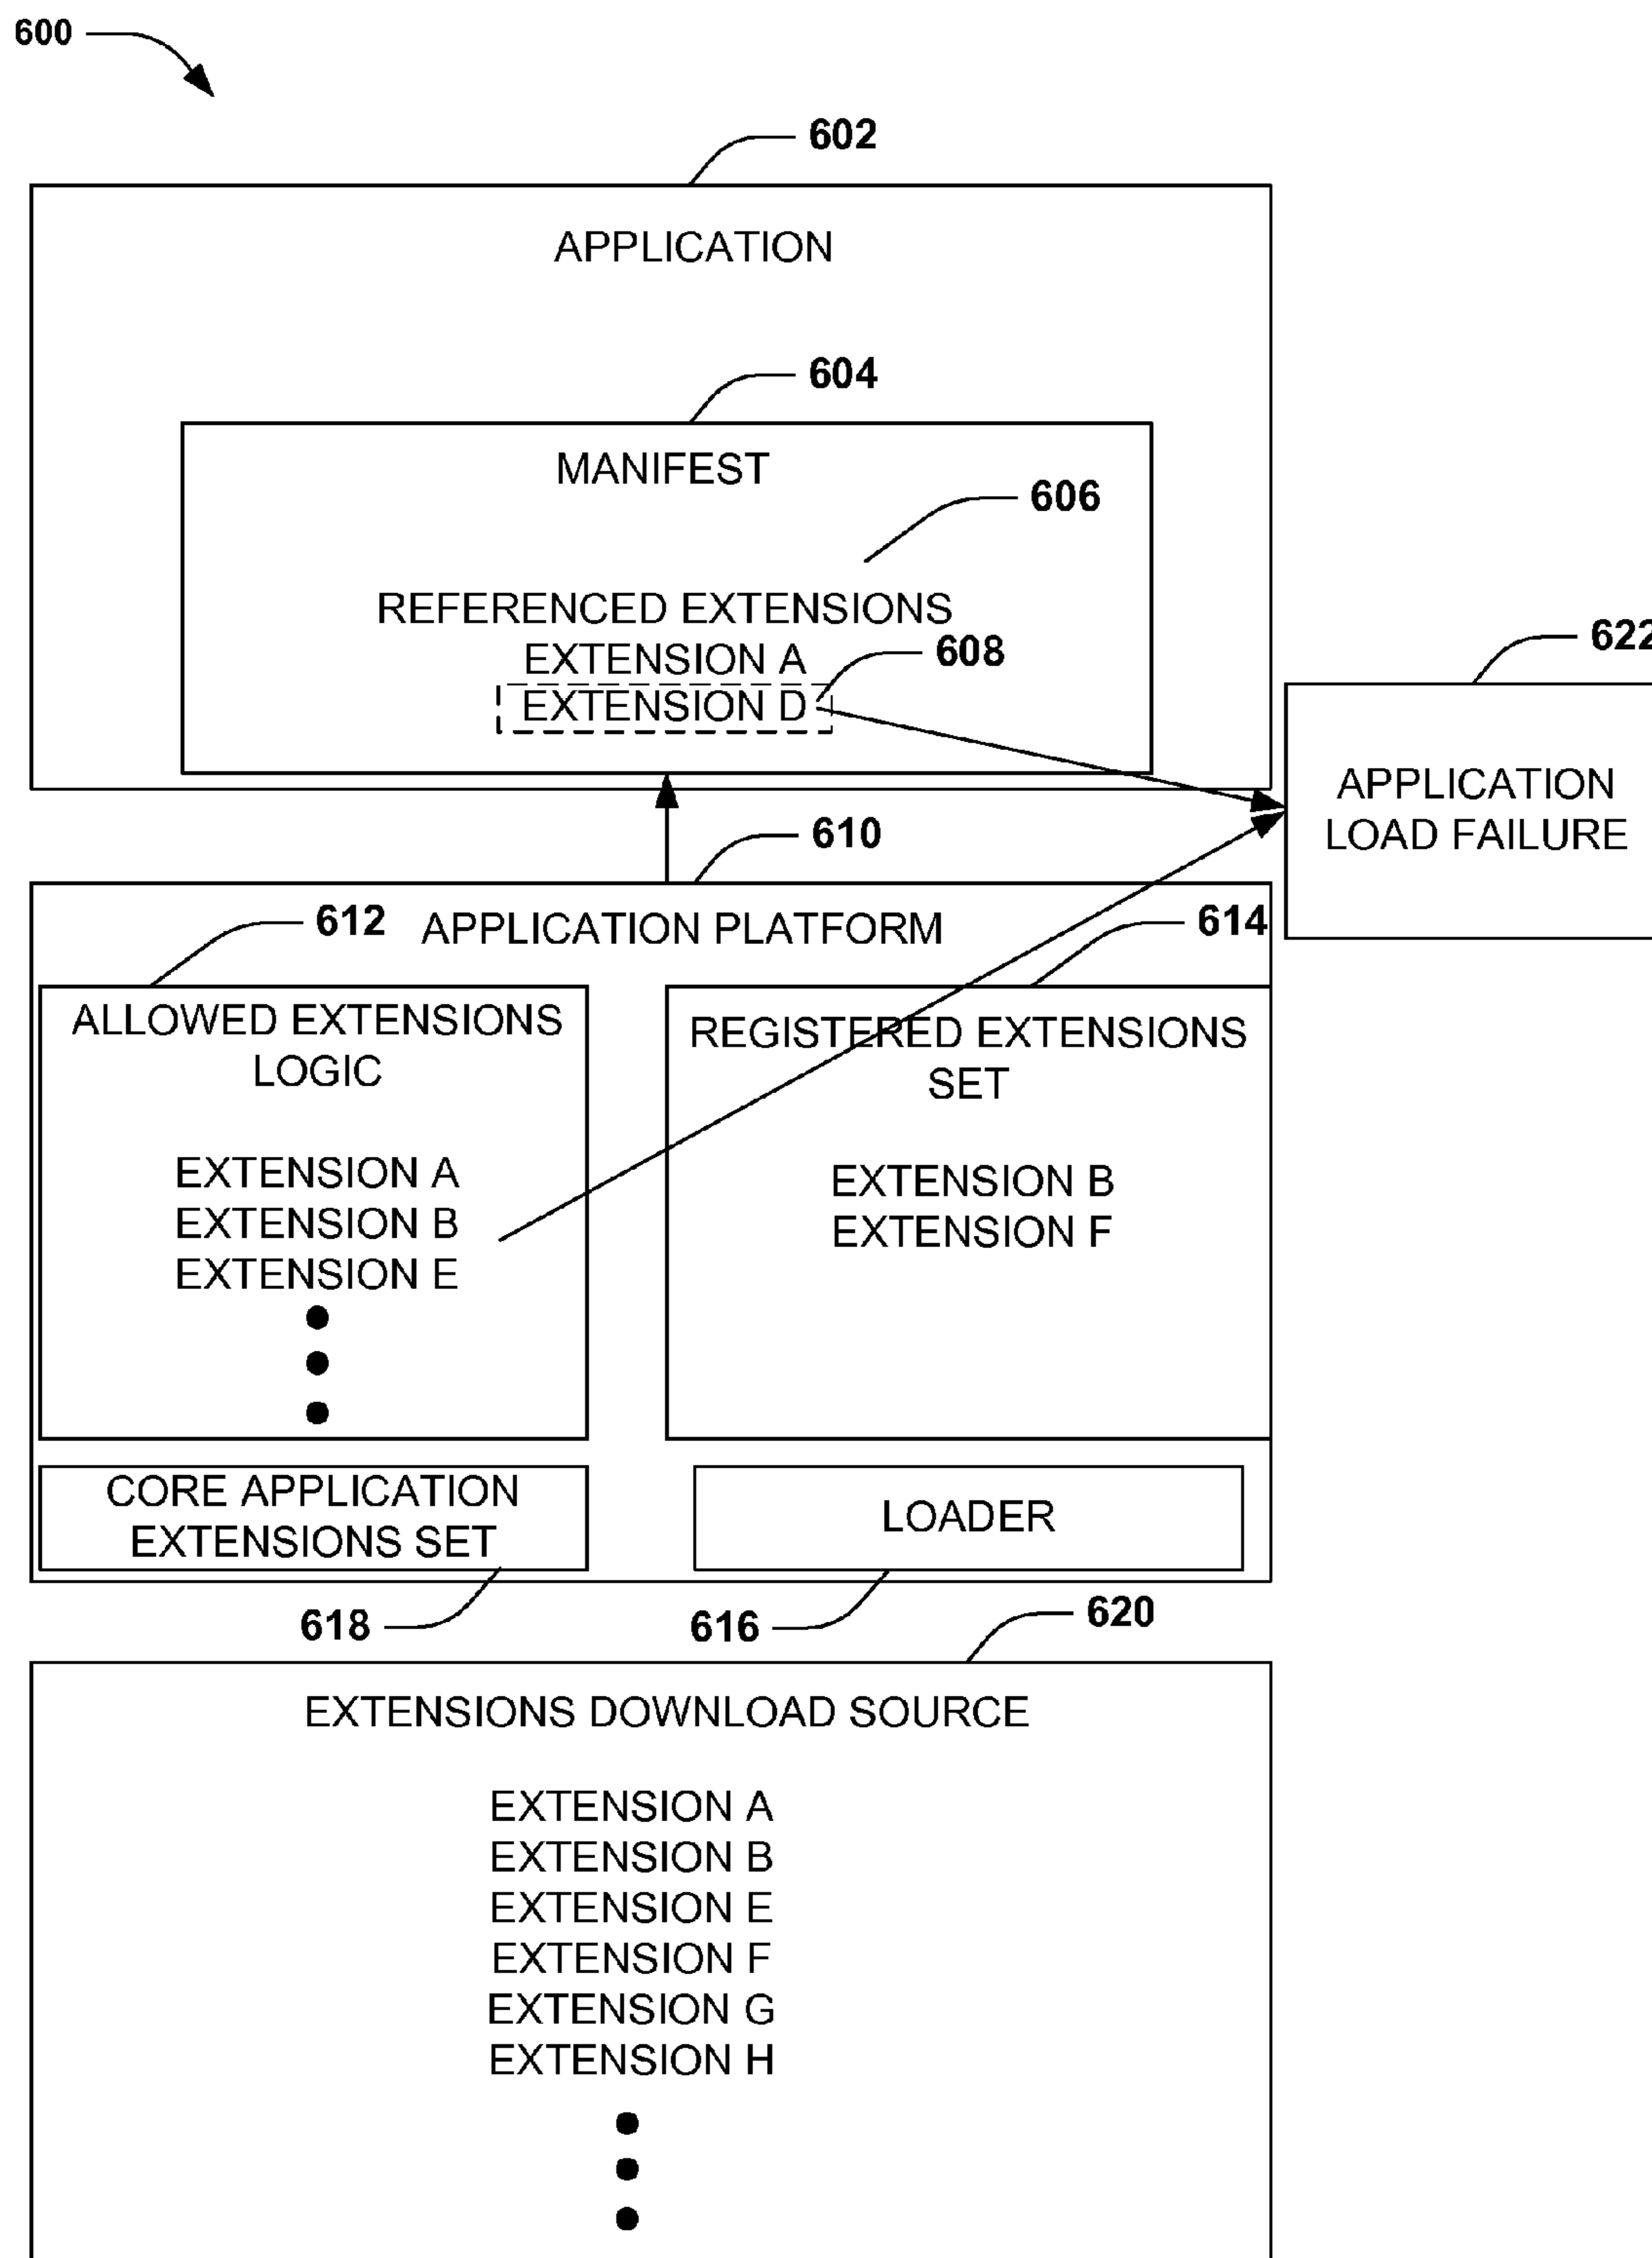 600
602
APPLICATION
604
MANIFEST
606
REFERENCED EXTENSIONS
EXTENSION A
608
EXTENSION D
622
APPLICATION
LOAD FAILURE
610
APPLICATION PLATFORM
612
ALLOWED EXTENSIONS
LOGIC
EXTENSION A
EXTENSION B
EXTENSION E
614
REGISTERED EXTENSIONS
SET
EXTENSION B
EXTENSION F
CORE APPLICATION
EXTENSIONS SET
618
LOADER
616
620
EXTENSIONS DOWNLOAD SOURCE
EXTENSION A
EXTENSION B
EXTENSION E
EXTENSION F
EXTENSION G
EXTENSION H